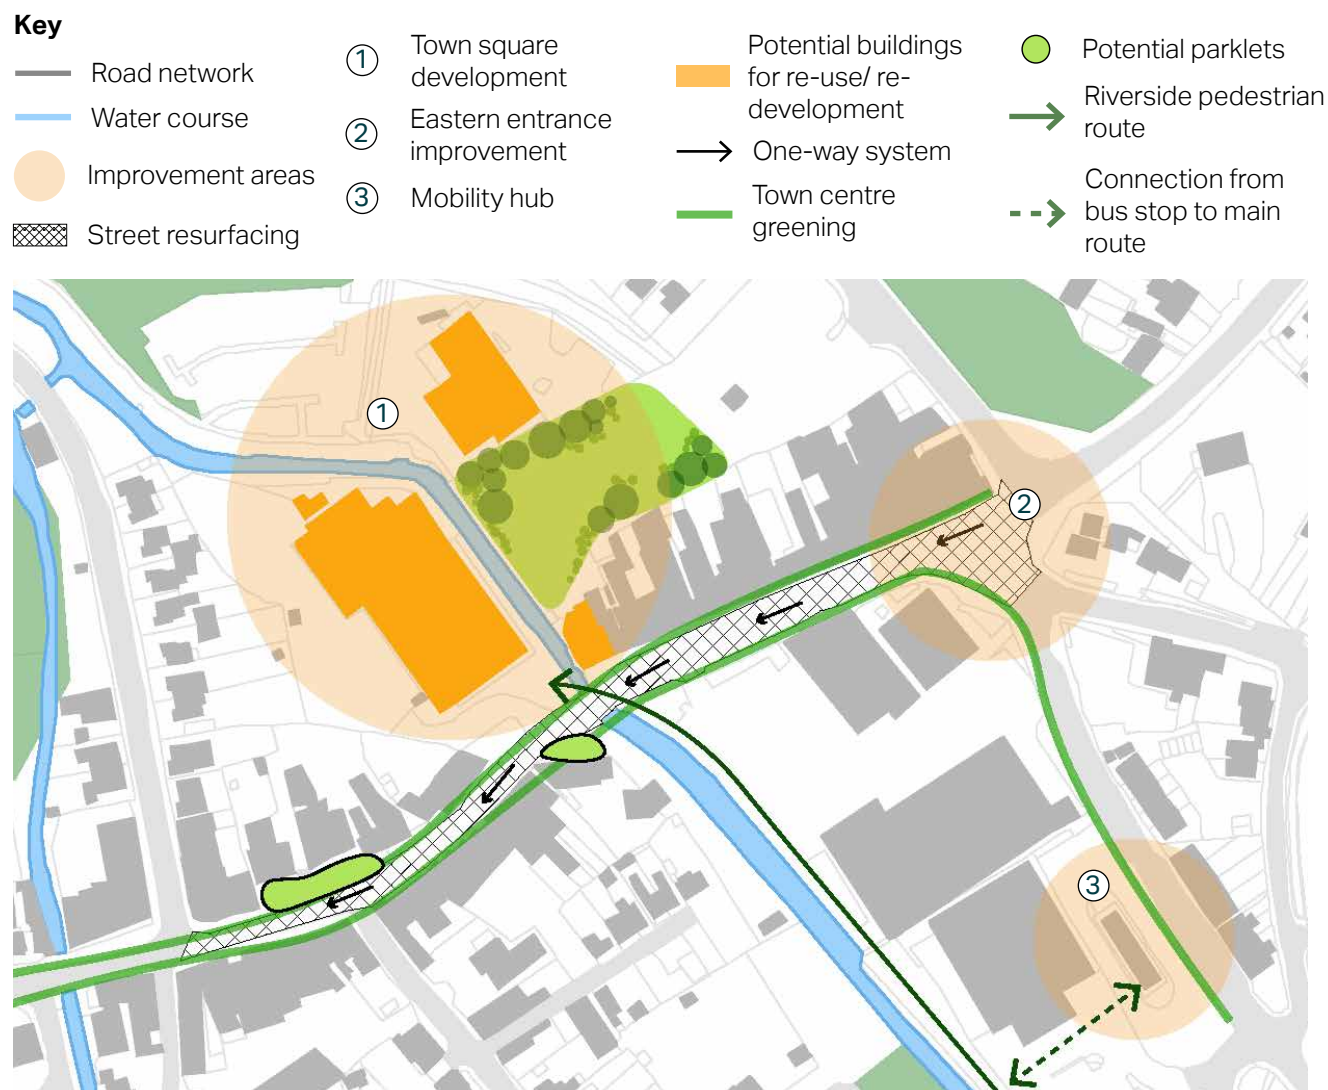 Key
Road network
Water course
Improvement areas
Street resurfacing
1
Town square
development
2
Eastern entrance
improvement
3
Mobility hub
Potential buildings
for re-use/ re-
development
One-way system
Town centre
greening
Potential parklets
Riverside pedestrian
route
Connection from
bus stop to main
route
1
2
3